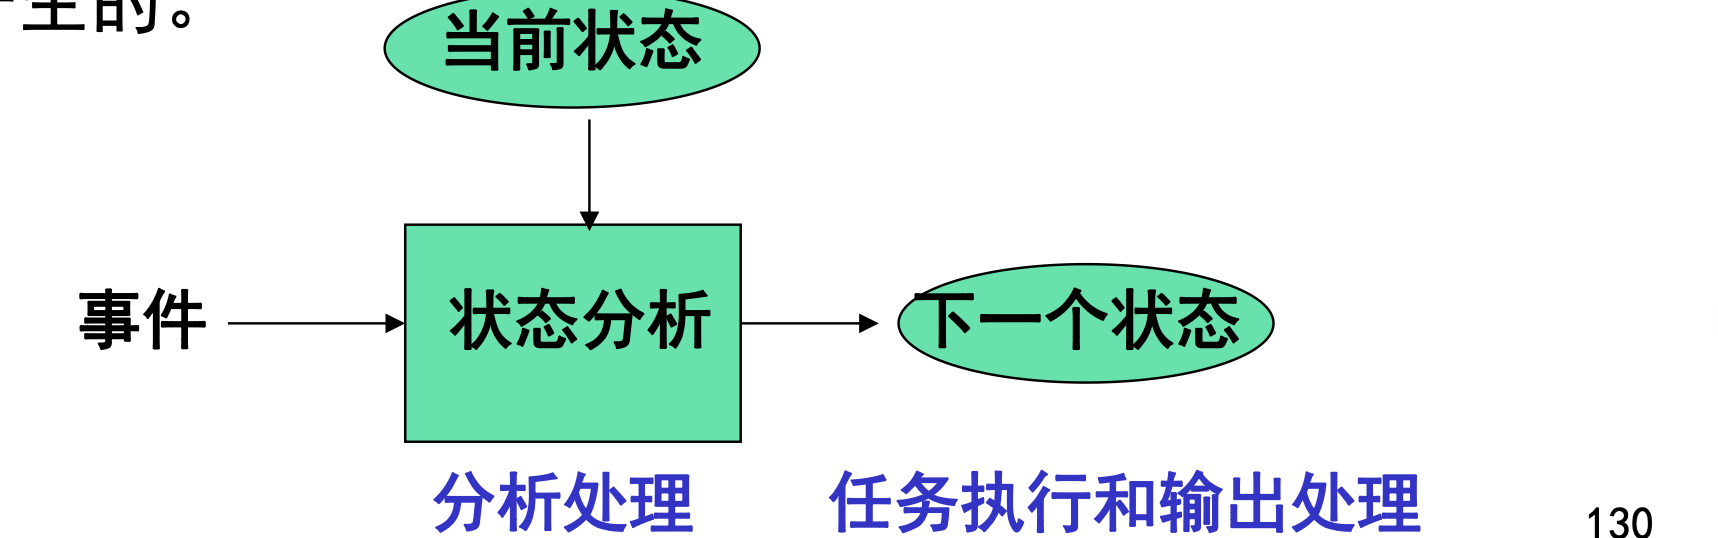 生的。
当前状态
事件
状态分析
下一个状态
分析处理
任务执行和输出处理
130